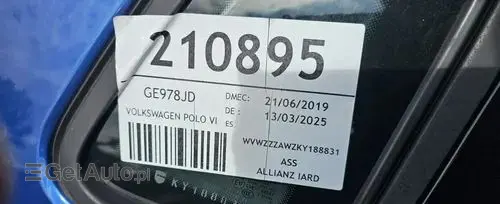 210895
GE978JD
DMEC: 21/06/2019
DE : 13/03/2025
VOLKSWAGEN POLO VI
ES
WVWZZZAWZKY188831
ASS
ALLIANZ IARD
GetAuto.pl